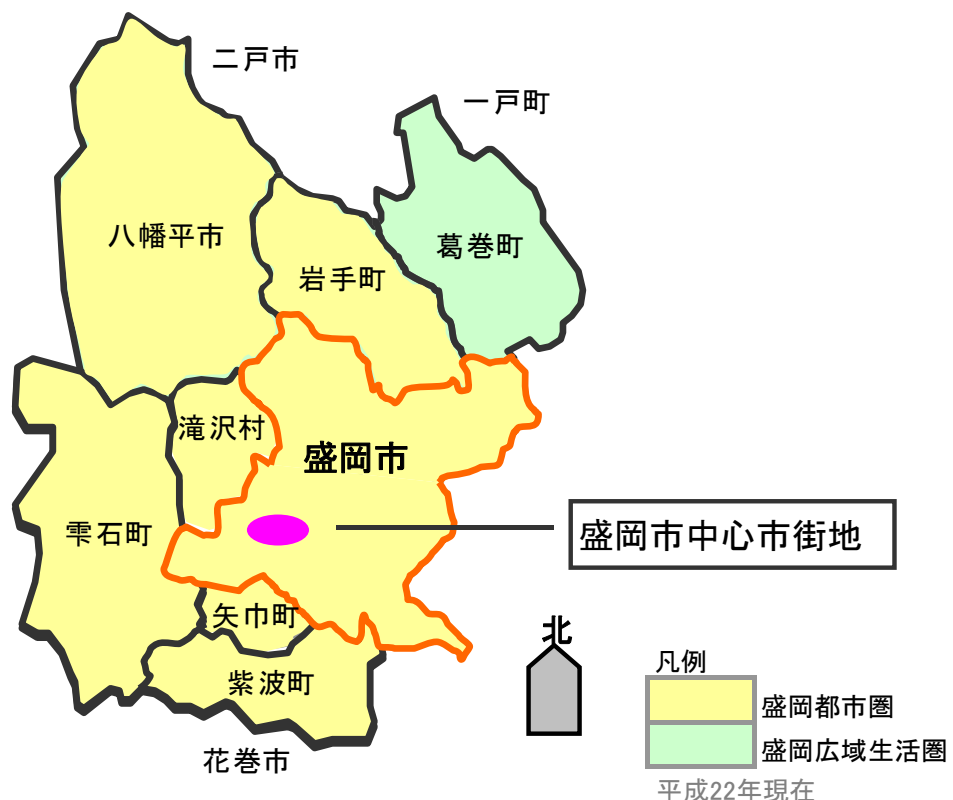 二戸市
一戸町
八幡平市
葛巻町
岩手町
滝沢村
盛岡市
雫石町
盛岡市中心市街地
矢巾町
北
紫波町
花巻市
凡例
盛岡都市圏
盛岡広域生活圏
平成22年現在